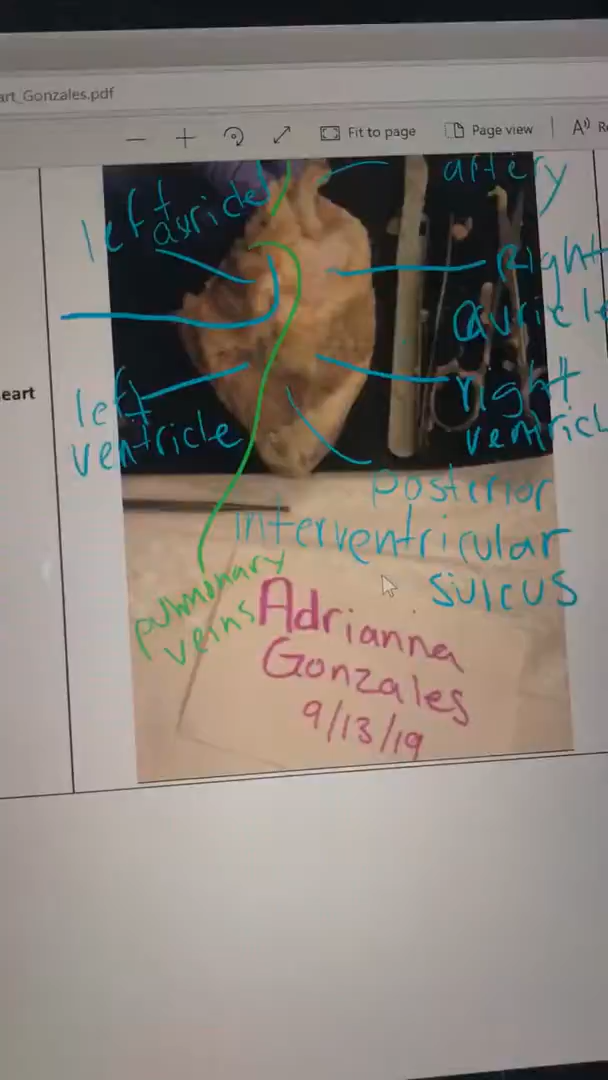 art_Gonzales.pdf
Fit to page
Page view
A
left
auricle
artery
Right
auricle
eart
left
ventricle
right
ventricl
posterior
interventricular
sulcus
pulmonary
veins
Adrianna
Gonzales
9/13/19